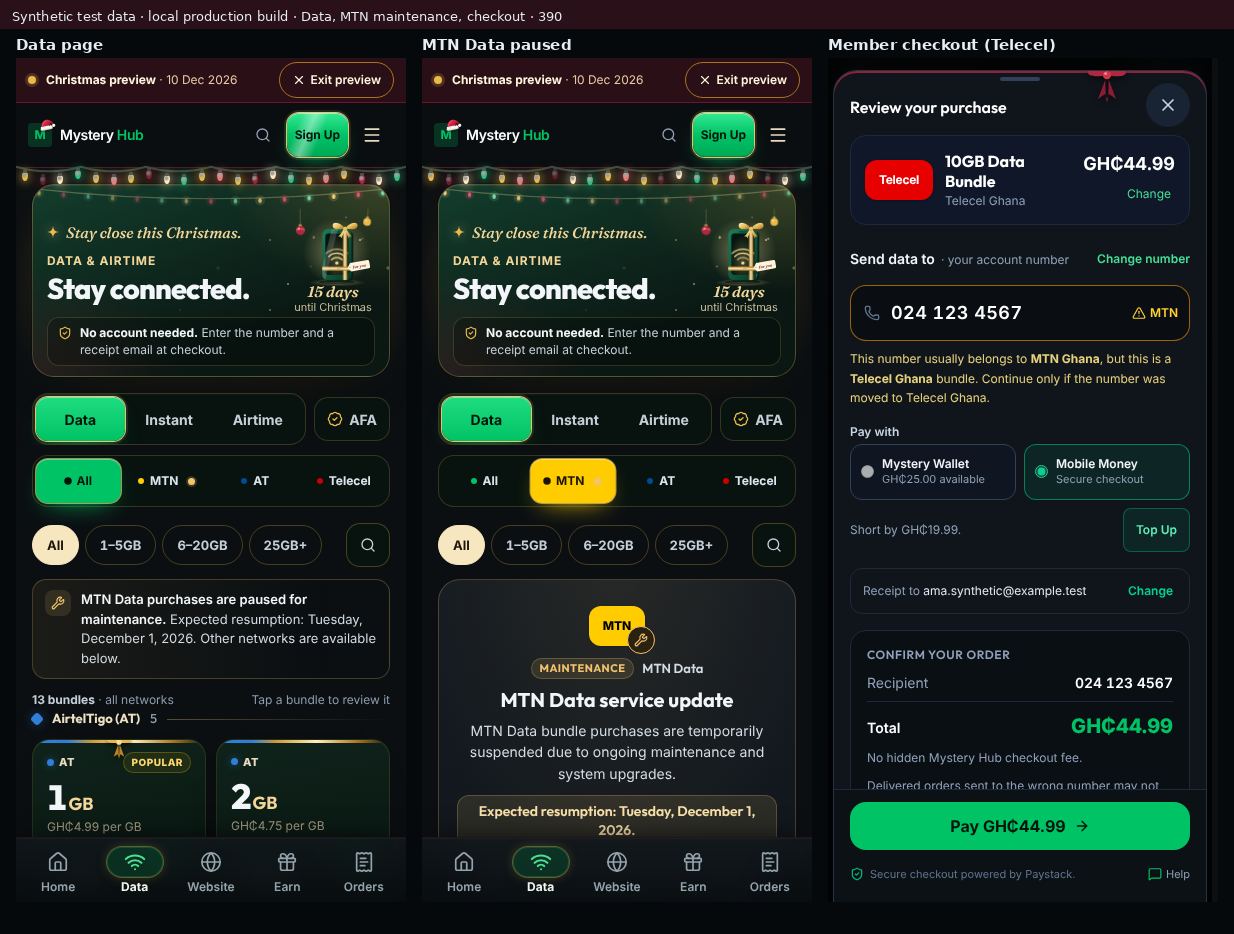 Synthetic test data · local production build · Data, MTN maintenance, checkout · 390
Data page
Christmas preview · 10 Dec 2026
Exit preview
M Mystery Hub
Sign Up
Stay close this Christmas.
DATA & AIRTIME
Stay connected.
For you
15 days
until Christmas
No account needed. Enter the number and a
receipt email at checkout.
Data
Instant
Airtime
AFA
All
MTN
AT
Telecel
All
1–5GB
6–20GB
25GB+
MTN Data purchases are paused for
maintenance. Expected resumption: Tuesday,
December 1, 2026. Other networks are available
below.
13 bundles · all networks
Tap a bundle to review it
AirtelTigo (AT) 5
AT
POPULAR
1GB
GH₵4.99 per GB
AT
2GB
GH₵4.75 per GB
Home
Data
Website
Earn
Orders
MTN Data paused
Christmas preview · 10 Dec 2026
Exit preview
M Mystery Hub
Sign Up
Stay close this Christmas.
DATA & AIRTIME
Stay connected.
For you
15 days
until Christmas
No account needed. Enter the number and a
receipt email at checkout.
Data
Instant
Airtime
AFA
All
MTN
AT
Telecel
All
1–5GB
6–20GB
25GB+
MTN
MAINTENANCE
MTN Data
MTN Data service update
MTN Data bundle purchases are temporarily
suspended due to ongoing maintenance and
system upgrades.
Expected resumption: Tuesday, December 1,
2026.
Home
Data
Website
Earn
Orders
Member checkout (Telecel)
Review your purchase
Telecel
10GB Data
Bundle
Telecel Ghana
GH₵44.99
Change
Send data to · your account number
Change number
024 123 4567
MTN
This number usually belongs to MTN Ghana, but this is a
Telecel Ghana bundle. Continue only if the number was
moved to Telecel Ghana.
Pay with
Mystery Wallet
GH₵25.00 available
Mobile Money
Secure checkout
Short by GH₵19.99.
Top Up
Receipt to ama.synthetic@example.test
Change
CONFIRM YOUR ORDER
Recipient
024 123 4567
Total
GH₵44.99
No hidden Mystery Hub checkout fee.
Delivered orders sent to the wrong number may not
Pay GH₵44.99 →
Secure checkout powered by Paystack.
Help